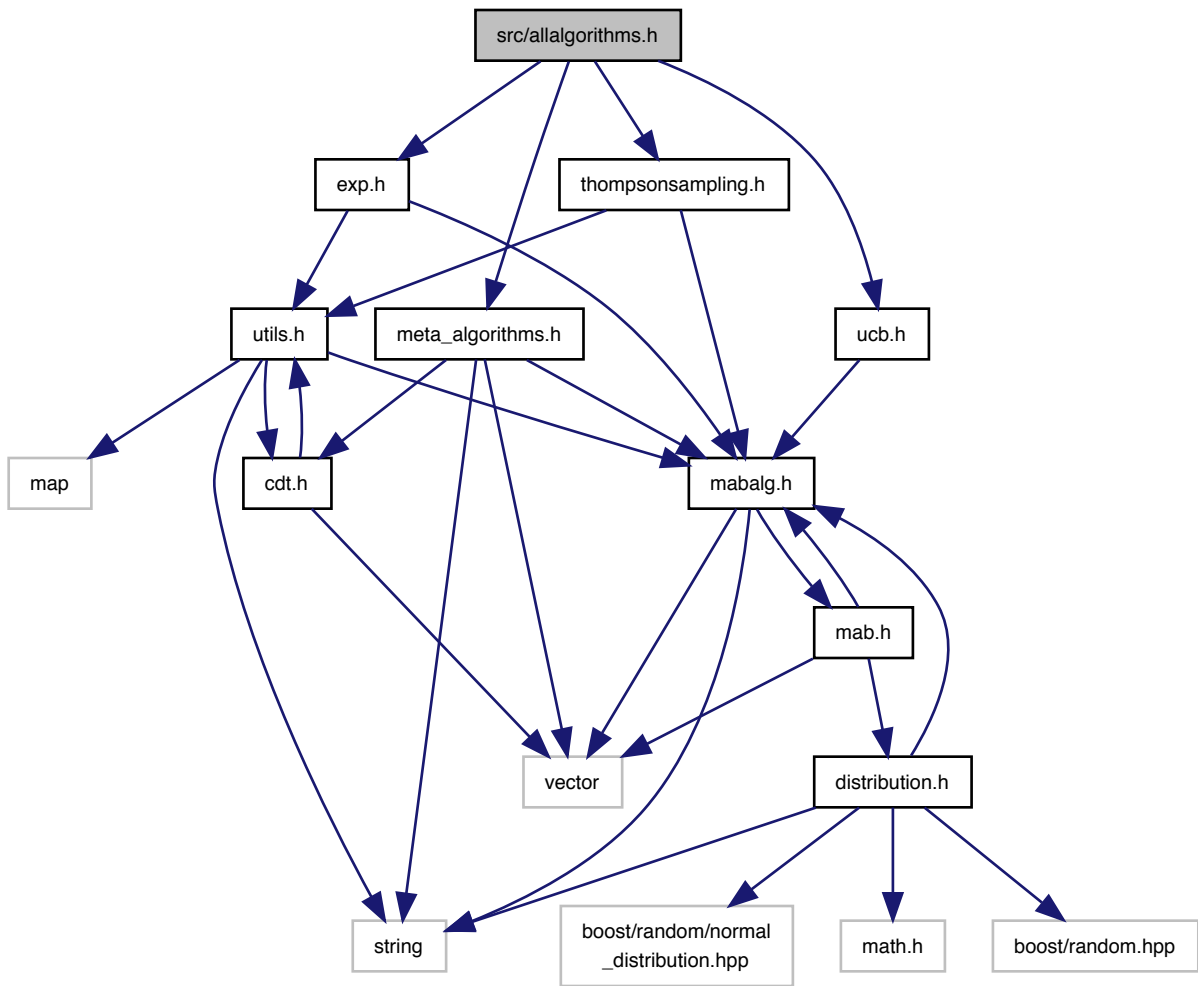 src/allalgorithms.h
exp.h
thompsonsampling.h
utils.h
meta_algorithms.h
ucb.h
map
cdt.h
mabalg.h
mab.h
vector
distribution.h
string
boost/random/normal
_distribution.hpp
math.h
boost/random.hpp